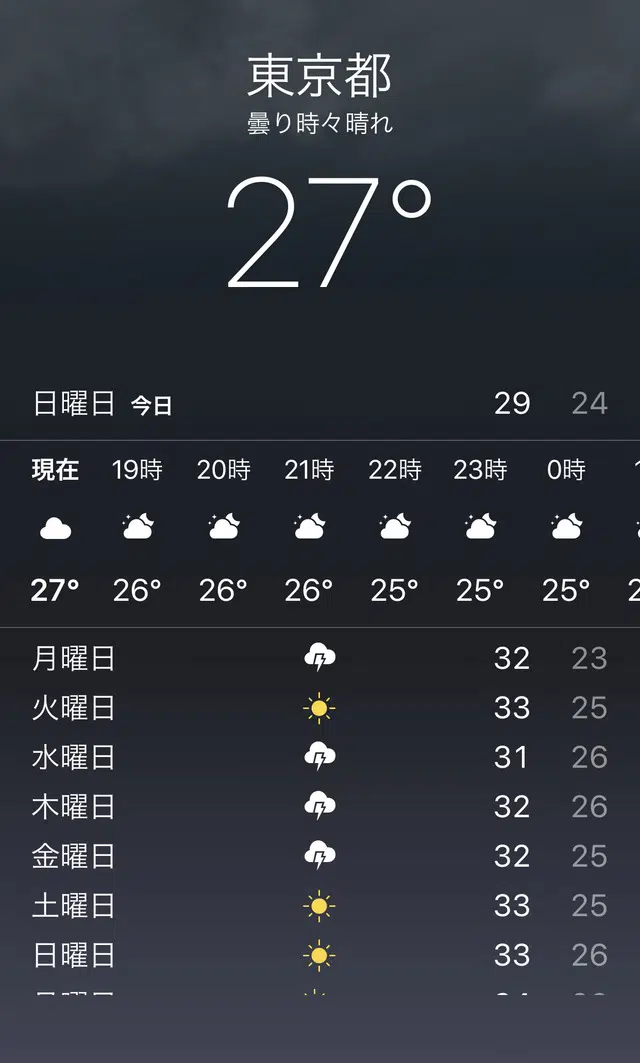 東京都
曇り時々晴れ
27°
日曜日 今日 29 24
現在 19時 20時 21時 22時 23時 0時
27° 26° 26° 26° 25° 25° 25°
月曜日 32 23
火曜日 33 25
水曜日 31 26
木曜日 32 26
金曜日 32 25
土曜日 33 25
日曜日 33 26